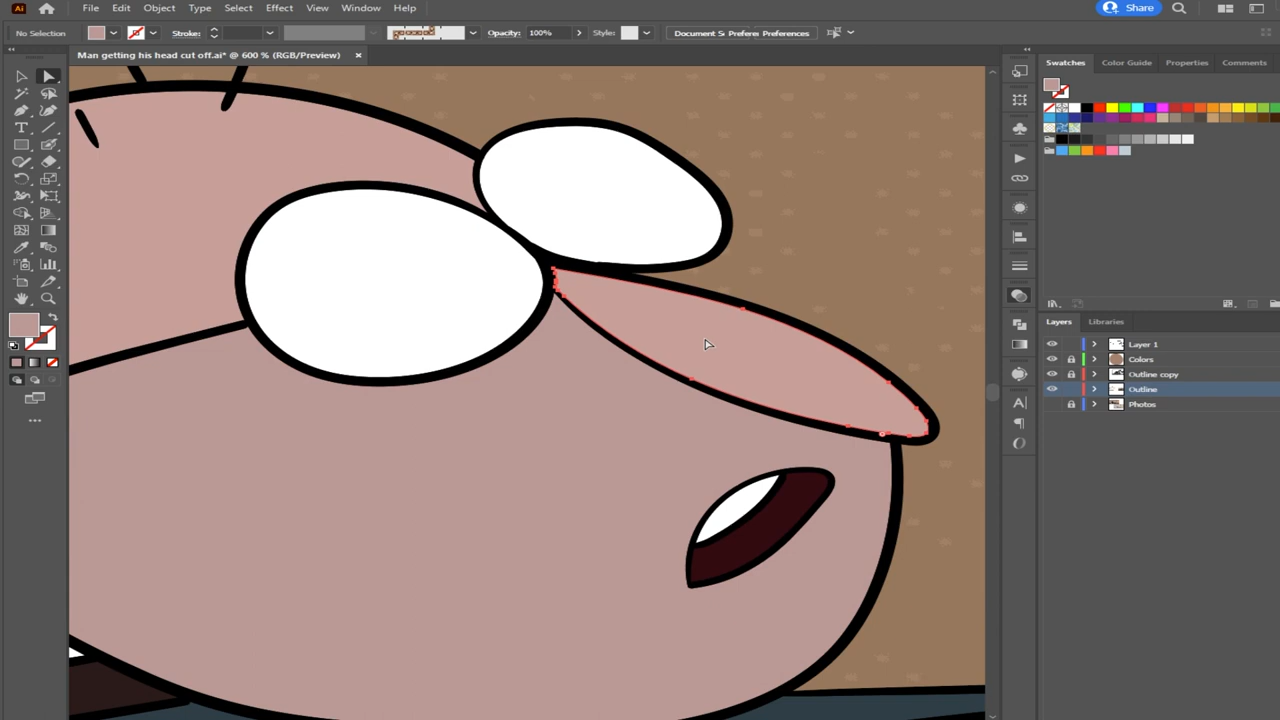 Ai File Edit Object Type Select Effect View Window Help Share
No Selection Stroke: Opacity: 100% Style: Document S Preferer Preferences
Man getting his head cut off.ai* @ 600 % (RGB/Preview) ×
Swatches Color Guide Properties Comments
Layers Libraries
Layer 1
Colors
Outline copy
Outline
Photos